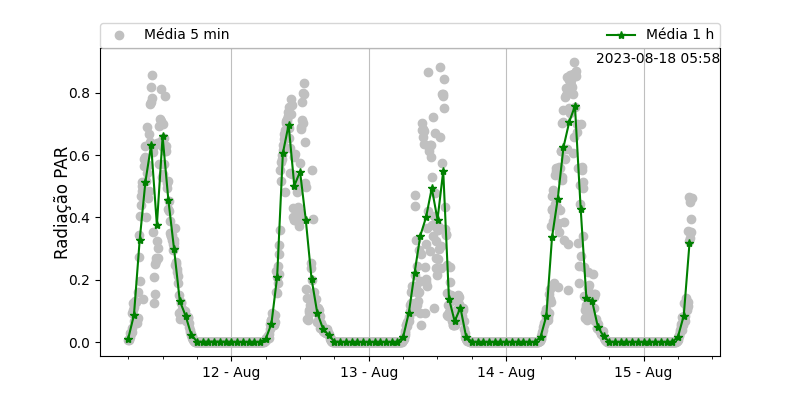 Média 5 min
Média 1 h
2023-08-18 05:58
Radiação PAR
0.8
0.6
0.4
0.2
0.0
12 - Aug
13 - Aug
14 - Aug
15 - Aug